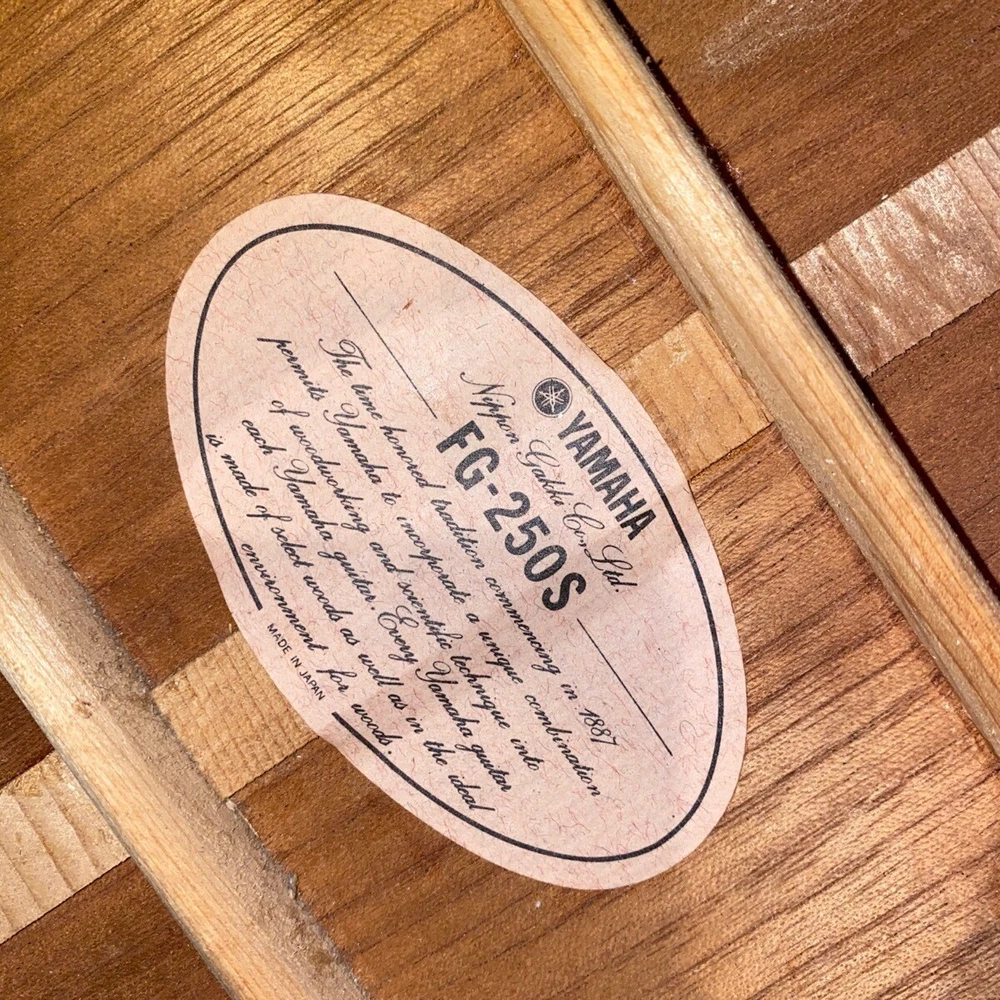 YAMAHA
Nippon Gakki Co., Ltd.
FG-250S
The time honored tradition commencing in 1887
permits Yamaha to incorporate a unique combination
of woodworking and scientific technique into
each Yamaha guitar. Every Yamaha guitar
is made of select woods as well as in the ideal
environment for woods.
MADE IN JAPAN